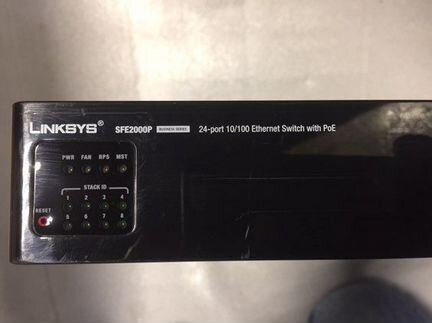 LINKSYS® SFE2000P BUSINESS SERIES 24-port 10/100 Ethernet Switch with PoE
PWR FAN RPS MST
STACK ID
1 2 3 4
RESET
5 6 7 8